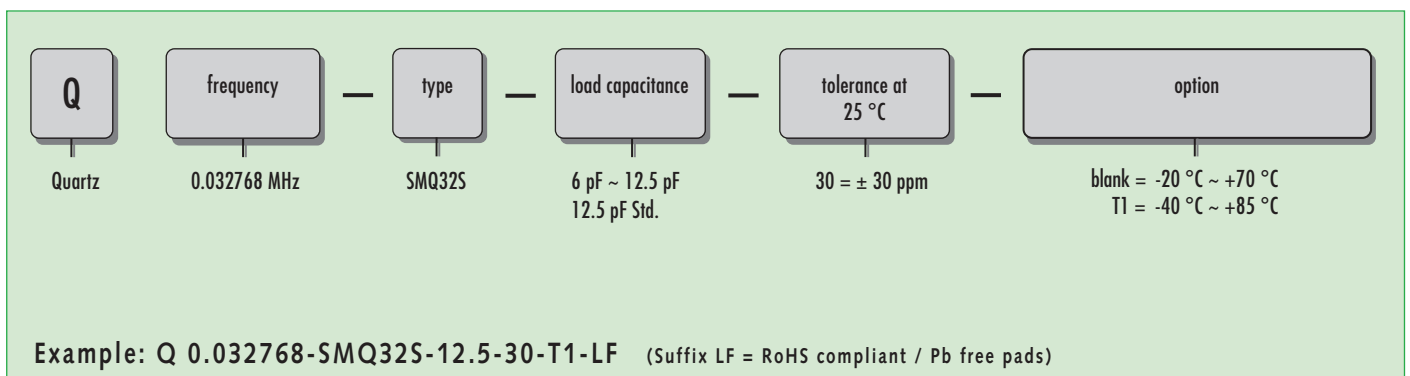 Q
frequency
—
type
—
load capacitance
—
tolerance at
25 °C
—
option
Quartz
0.032768 MHz
SMQ32S
6 pF ~ 12.5 pF
12.5 pF Std.
30 = ± 30 ppm
blank = -20 °C ~ +70 °C
T1 = -40 °C ~ +85 °C
Example: Q 0.032768-SMQ32S-12.5-30-T1-LF (Suffix LF = RoHS compliant / Pb free pads)